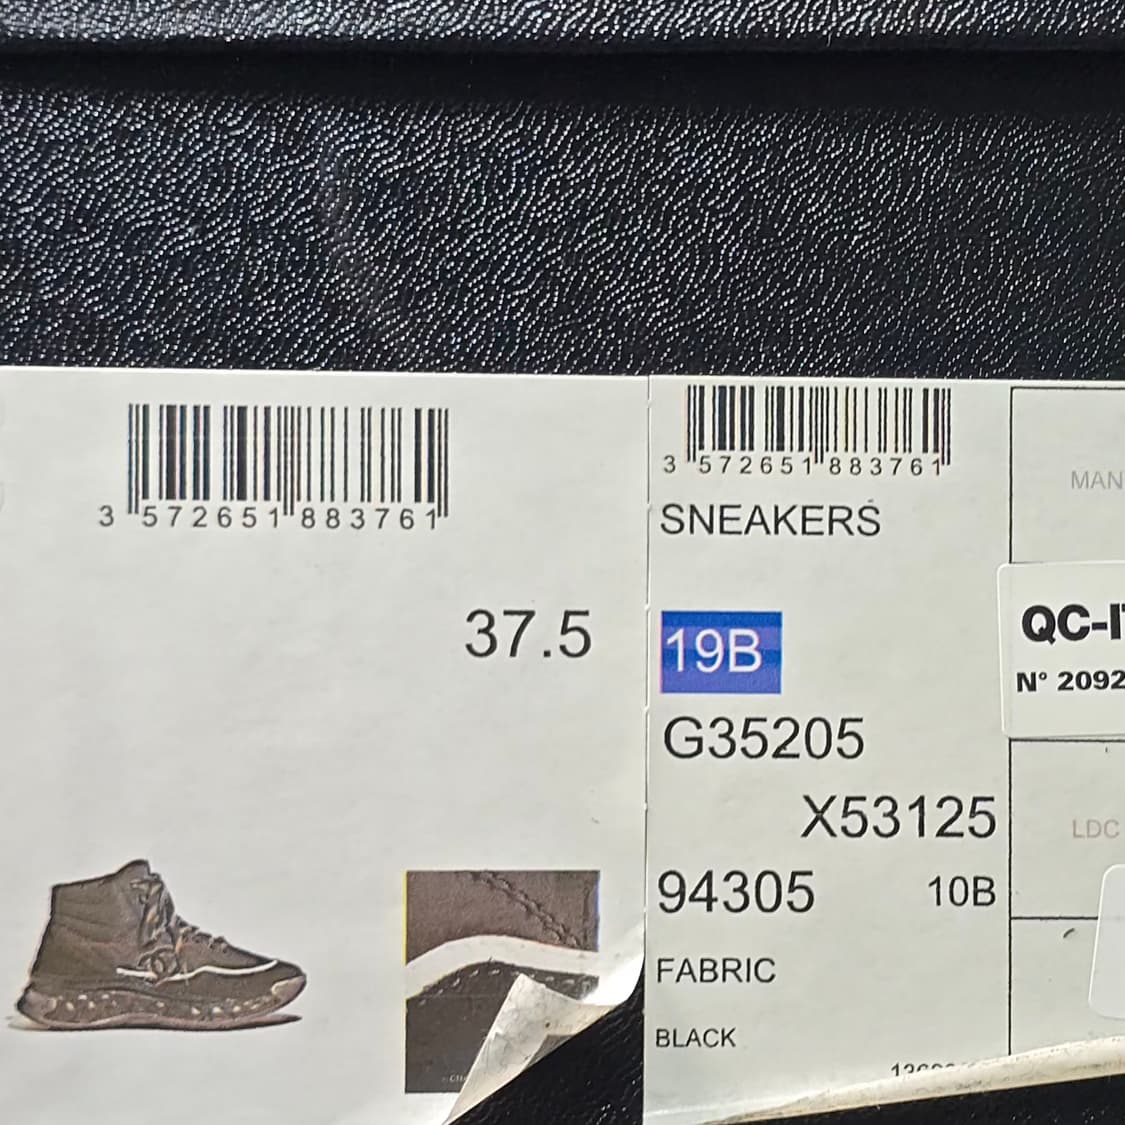 3 572651 883761
37.5
3 572651 883761
SNEAKERS
19B
G35205
X53125
94305 10B
FABRIC
BLACK
MAN
QC-I
N° 2092
LDC